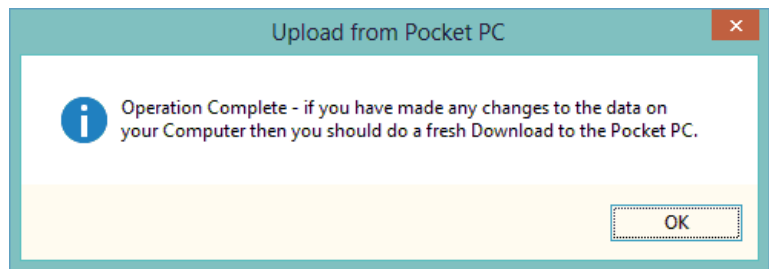 Upload from Pocket PC
Operation Complete - if you have made any changes to the data on
your Computer then you should do a fresh Download to the Pocket PC.
OK